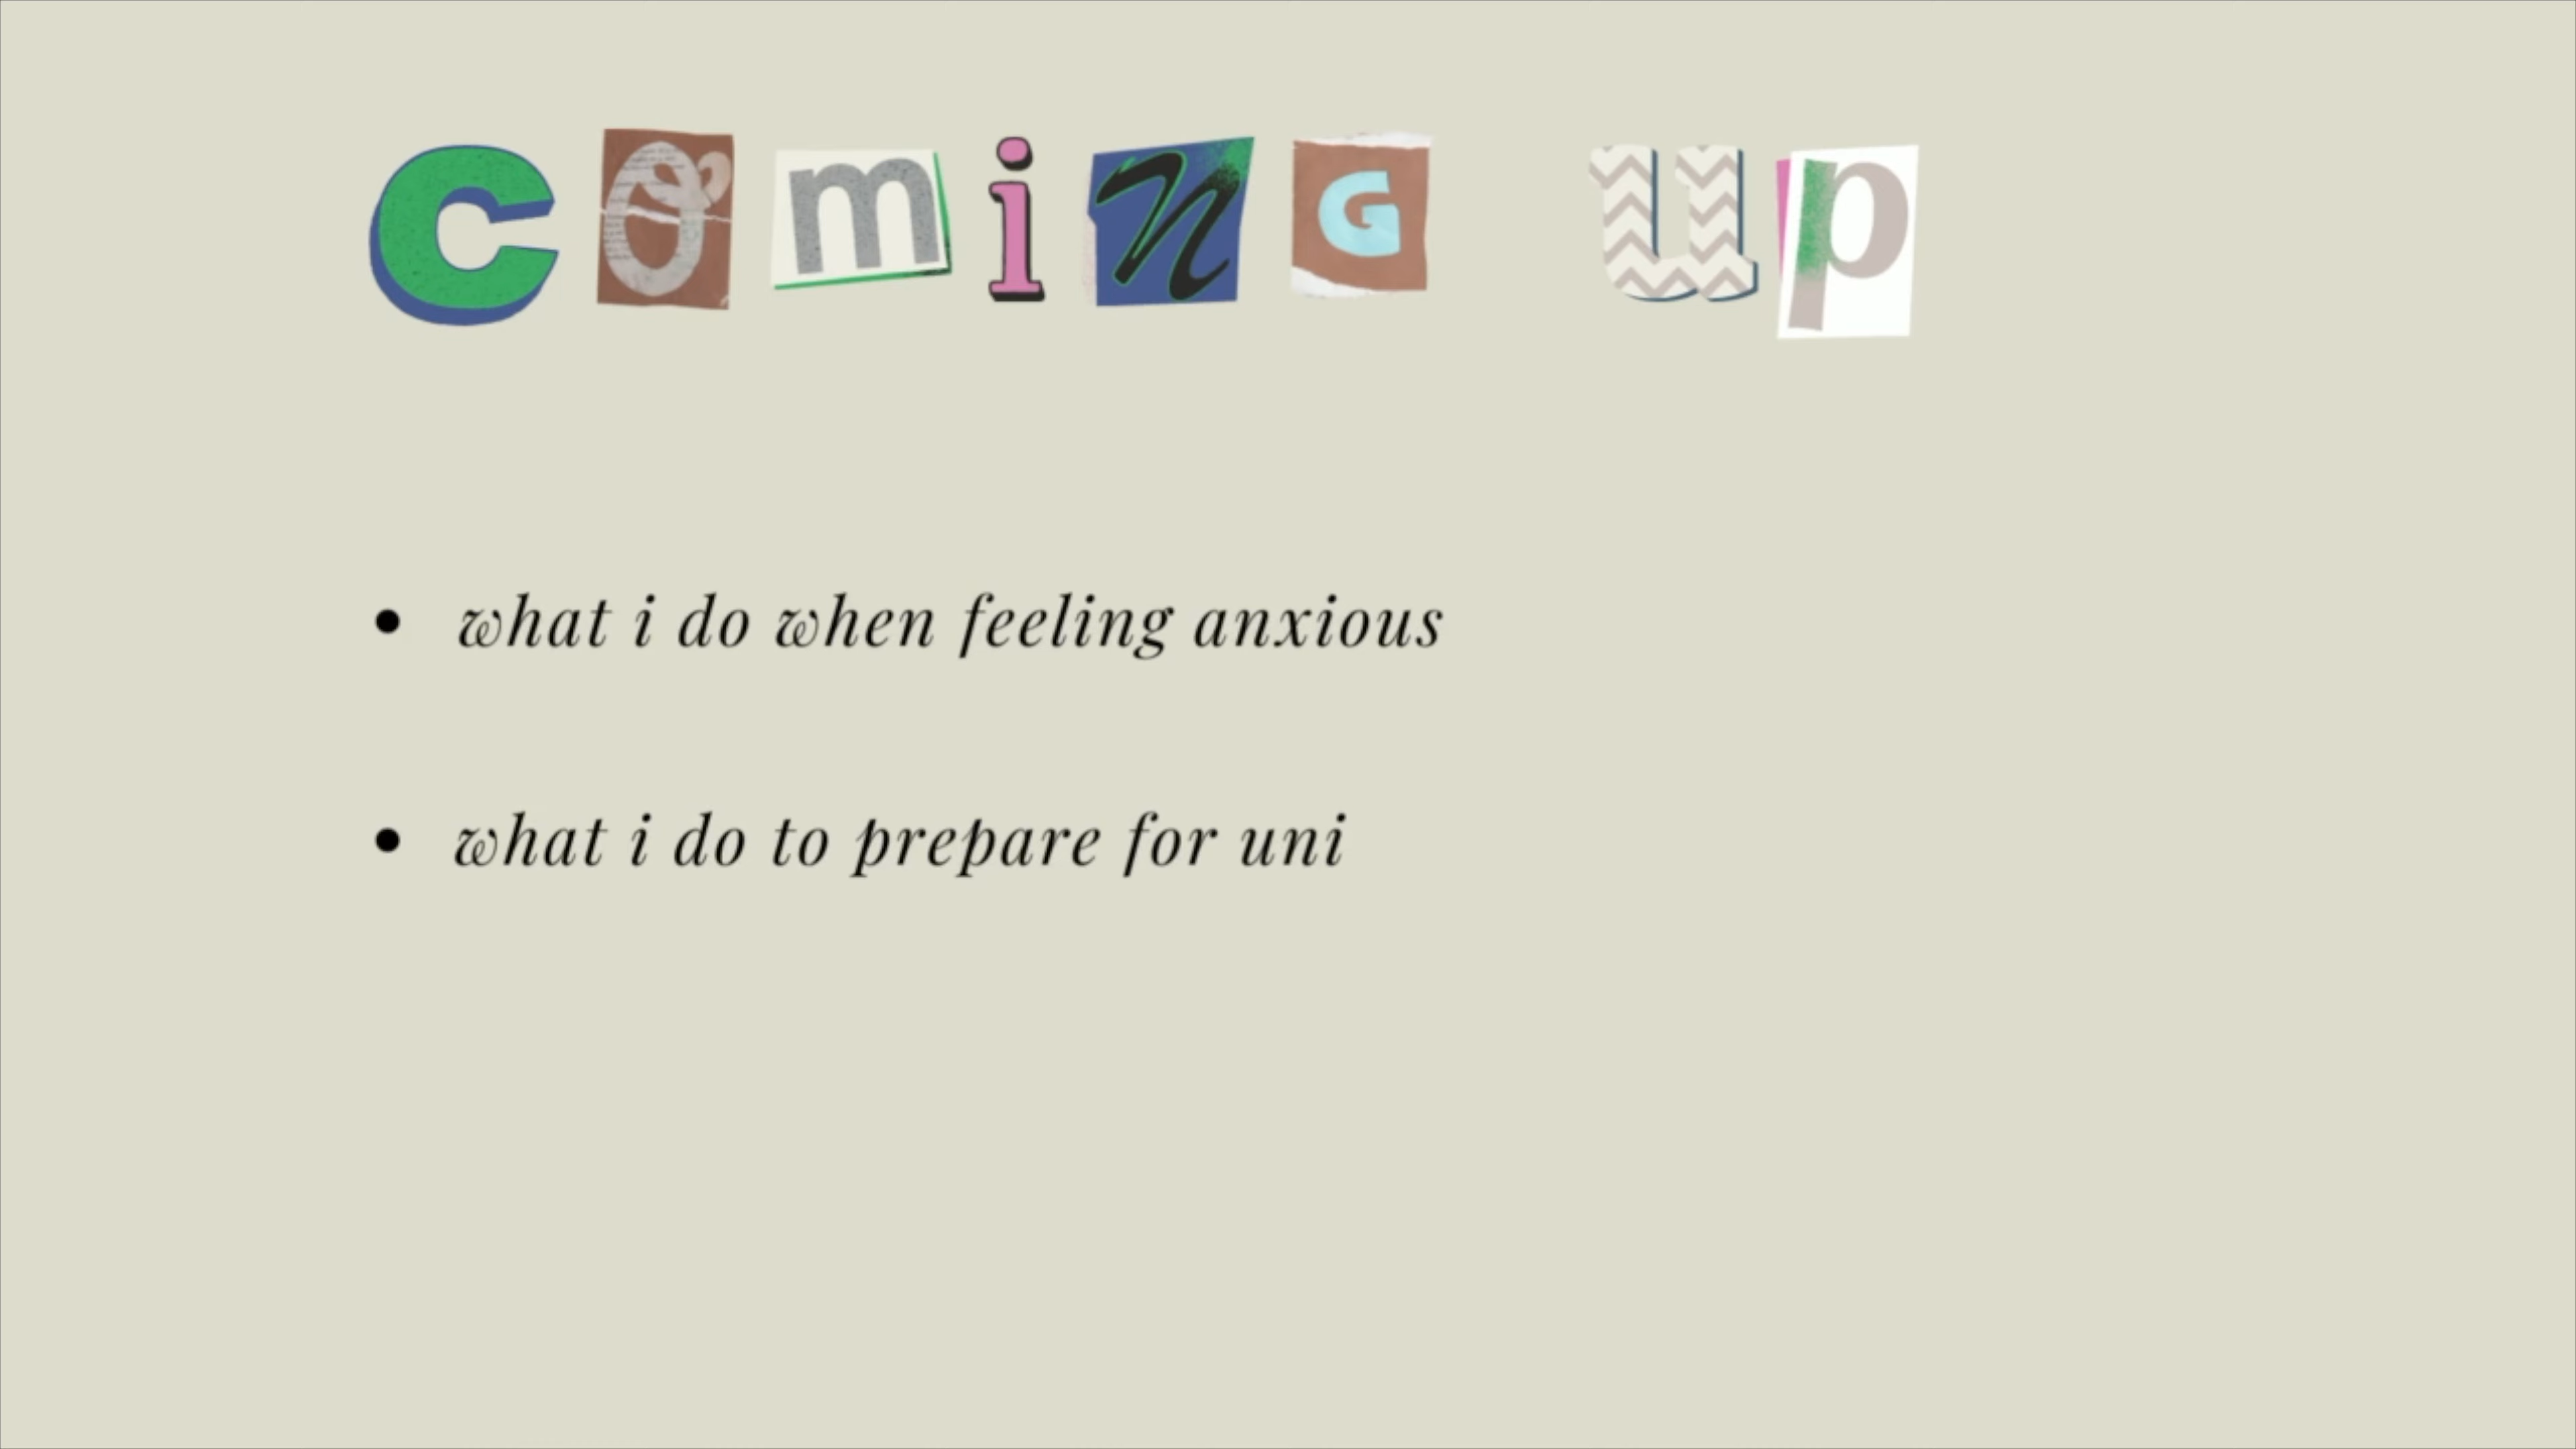 cominG up
• what i do when feeling anxious
• what i do to prepare for uni